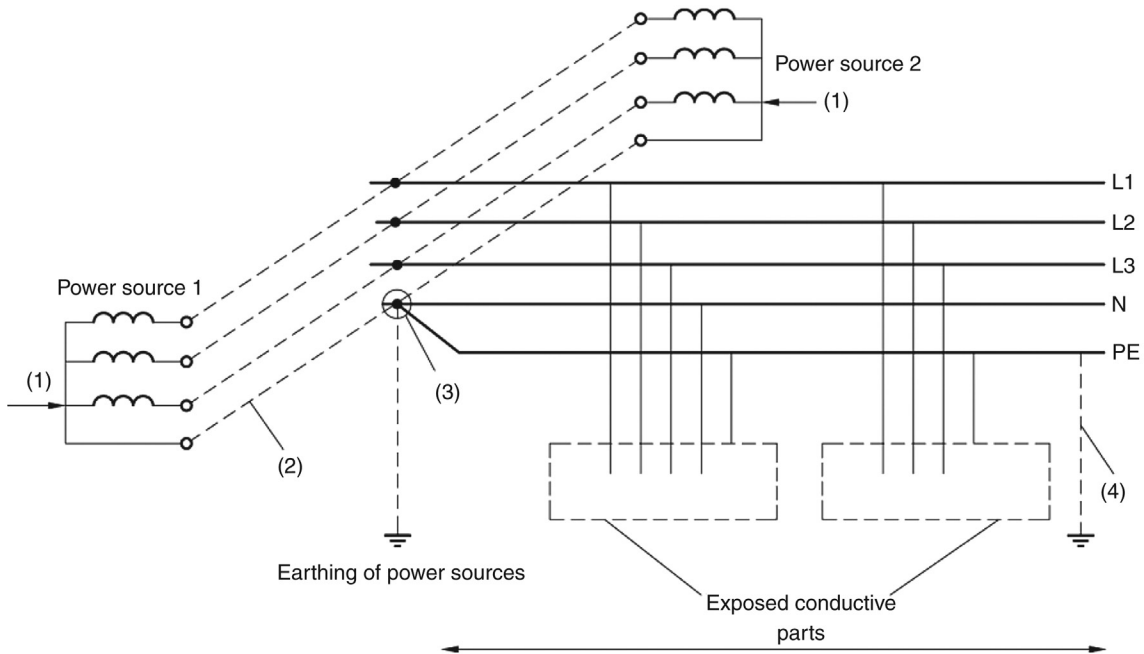 Power source 2
(1)
L1
L2
L3
Power source 1
N
PE
(1)
(3)
(2)
(4)
Earthing of power sources
Exposed conductive
parts